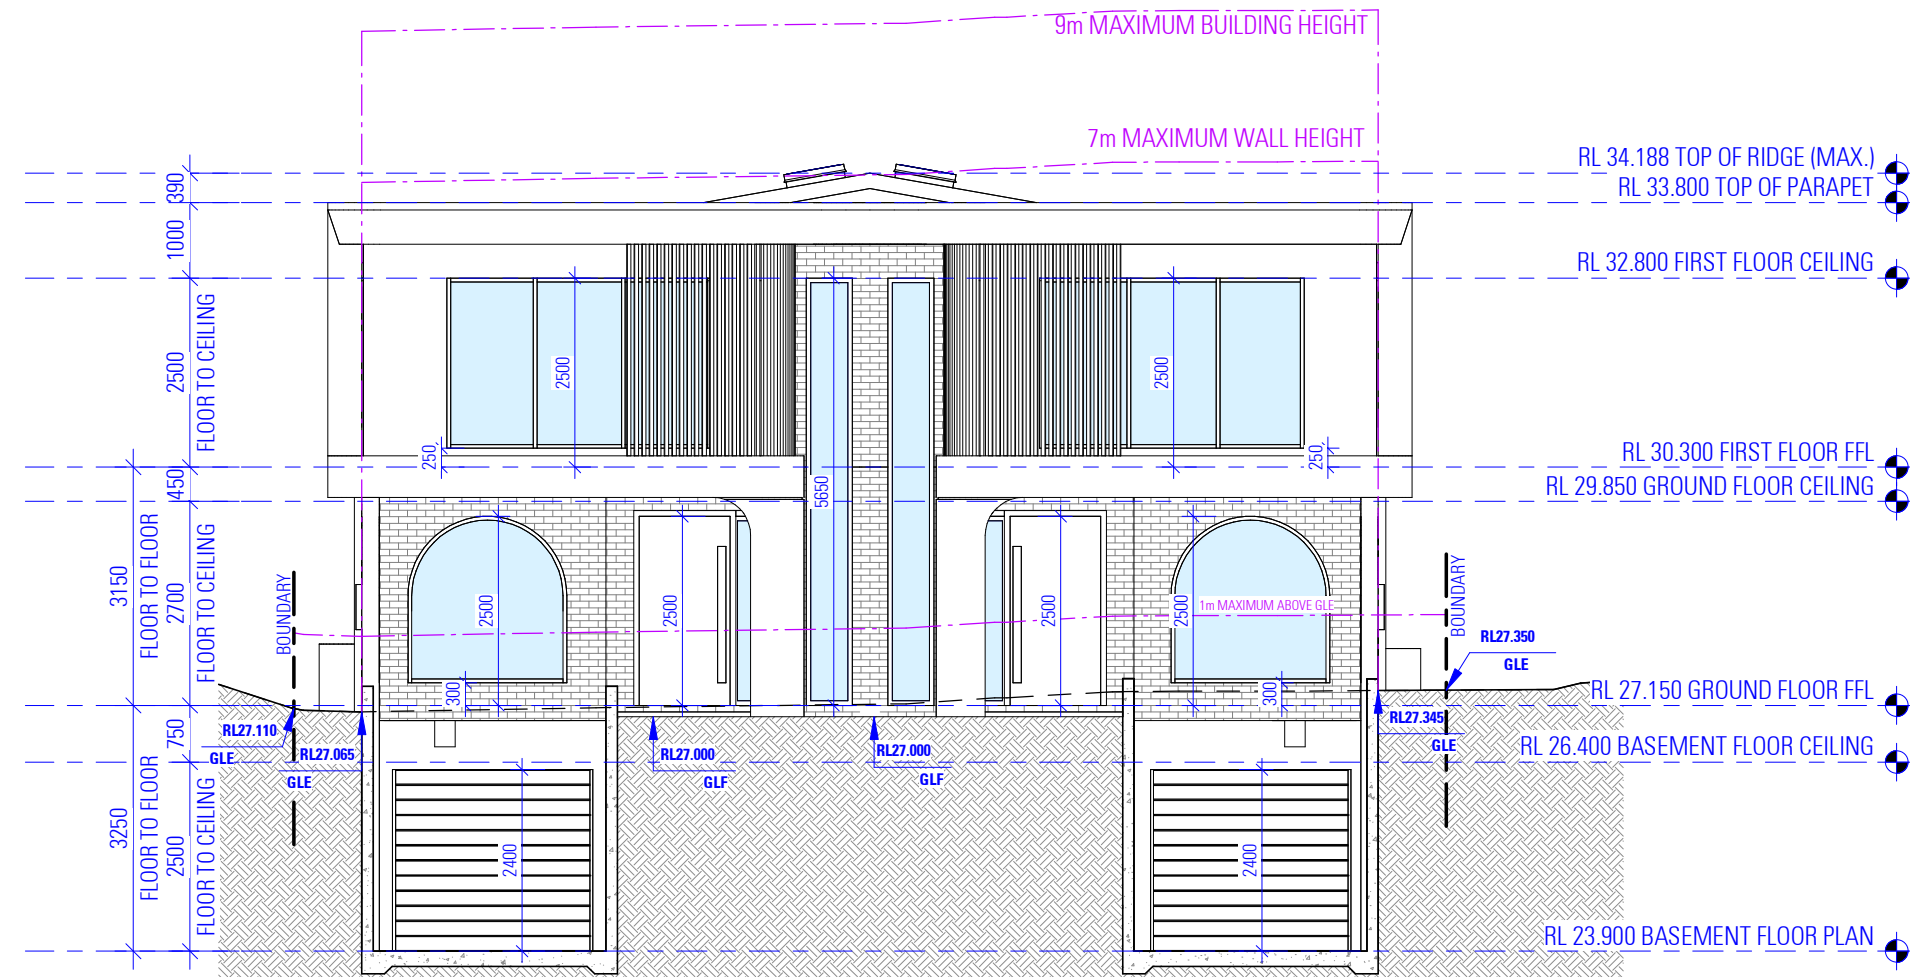 9m MAXIMUM BUILDING HEIGHT
7m MAXIMUM WALL HEIGHT
RL 34.188 TOP OF RIDGE (MAX.)
RL 33.800 TOP OF PARAPET
RL 32.800 FIRST FLOOR CEILING
RL 30.300 FIRST FLOOR FFL
RL 29.850 GROUND FLOOR CEILING
RL 27.150 GROUND FLOOR FFL
RL 26.400 BASEMENT FLOOR CEILING
RL 23.900 BASEMENT FLOOR PLAN
390
1000
2500
FLOOR TO CEILING
450
3150
FLOOR TO FLOOR
2700
FLOOR TO CEILING
750
3250
FLOOR TO FLOOR
2500
FLOOR TO CEILING
2500
2500
250
250
5650
2500
2500
2500
2500
300
300
1m MAXIMUM ABOVE GLE
BOUNDARY
BOUNDARY
RL27.350
GLE
RL27.110
GLE
RL27.065
GLE
RL27.000
GLF
RL27.000
GLF
RL27.345
GLE
2400
2400